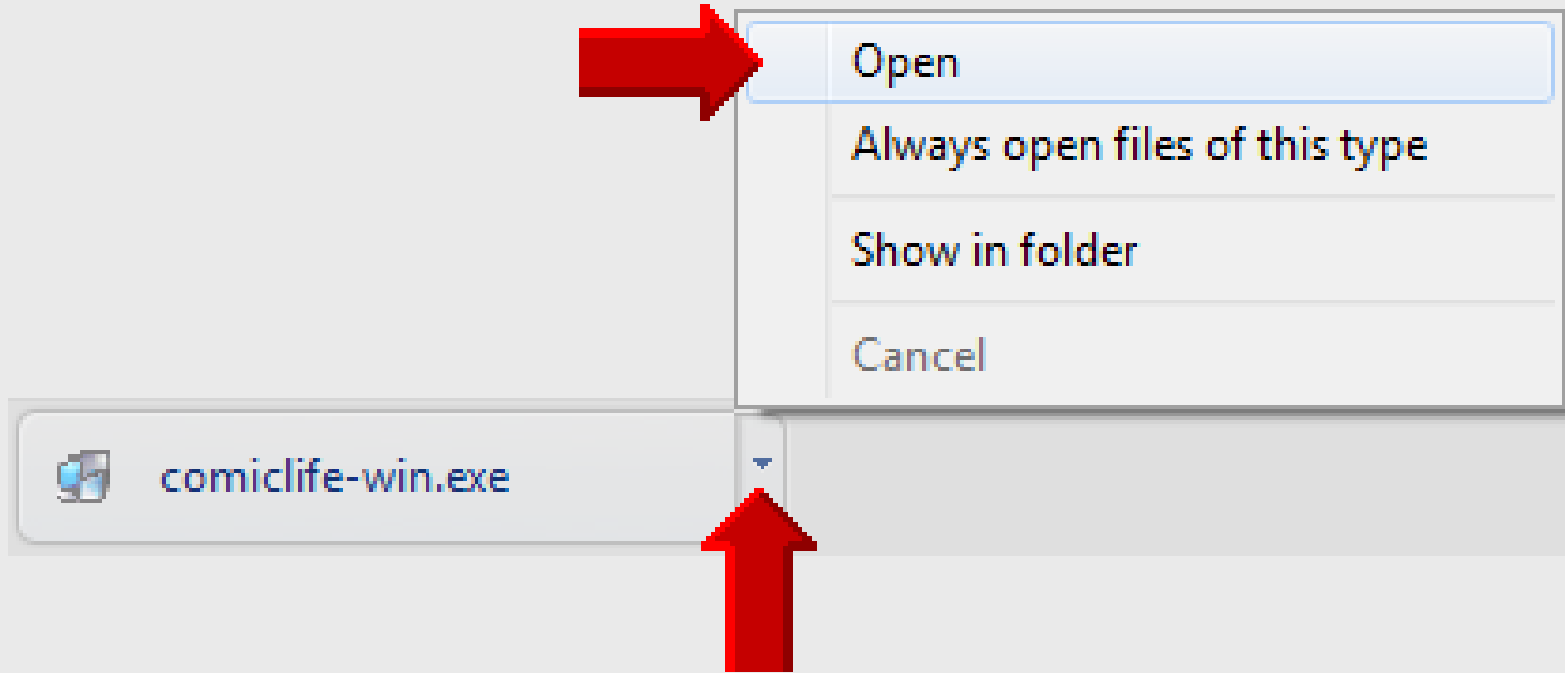 Open
Always open files of this type
Show in folder
Cancel
comiclife-win.exe